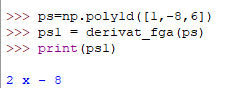 >>> ps=np.poly1d([1,-8,6])
>>> ps1 = derivat_fga(ps)
>>> print(ps1)
2 x - 8